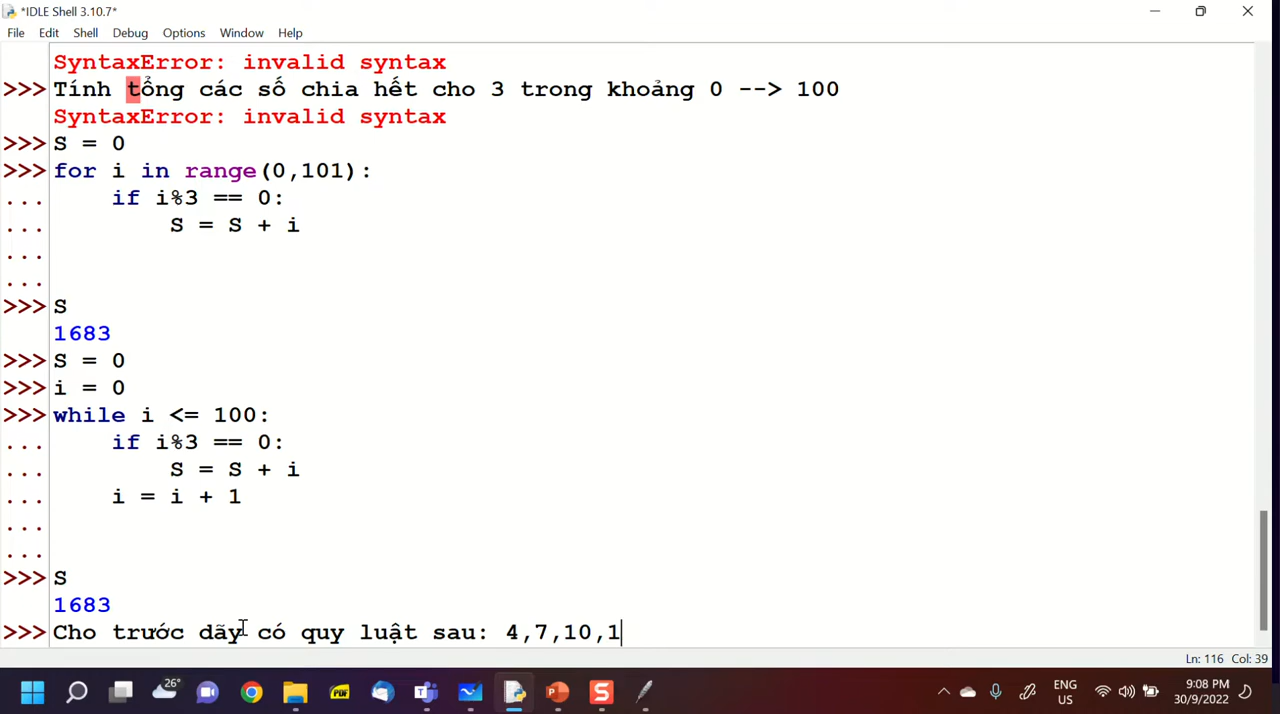 *IDLE Shell 3.10.7*
File Edit Shell Debug Options Window Help
SyntaxError: invalid syntax
>>> Tính tổng các số chia hết cho 3 trong khoảng 0 --> 100
SyntaxError: invalid syntax
>>> S = 0
>>> for i in range(0,101):
... if i%3 == 0:
... S = S + i
...
...
>>> S
1683
>>> S = 0
>>> i = 0
>>> while i <= 100:
... if i%3 == 0:
... S = S + i
... i = i + 1
...
...
>>> S
1683
>>> Cho trước dãy có quy luật sau: 4,7,10,1
Ln: 116 Col: 39
26°
PDF
ENG
US
9:08 PM
30/9/2022